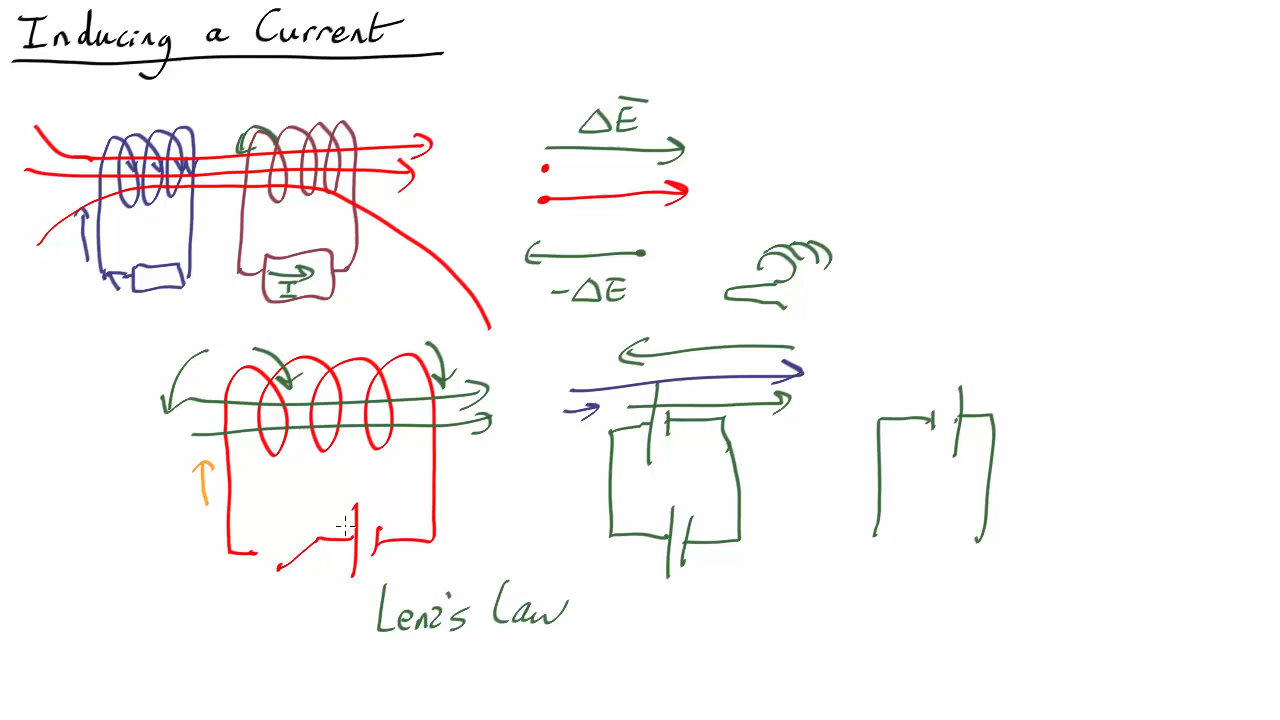 Inducing a Current
ΔE̅
I
-ΔE
Lenz's Law